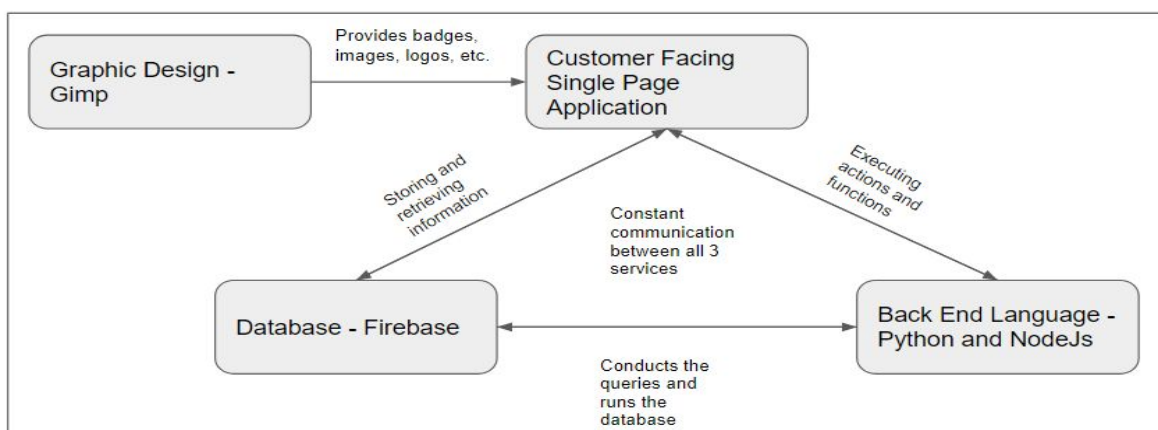 Provides badges,
images, logos, etc.
Graphic Design -
Gimp
Customer Facing
Single Page
Application
Storing and
retrieving
information
Executing
actions and
functions
Constant
communication
between all 3
services
Database - Firebase
Back End Language -
Python and NodeJs
Conducts the
queries and
runs the
database